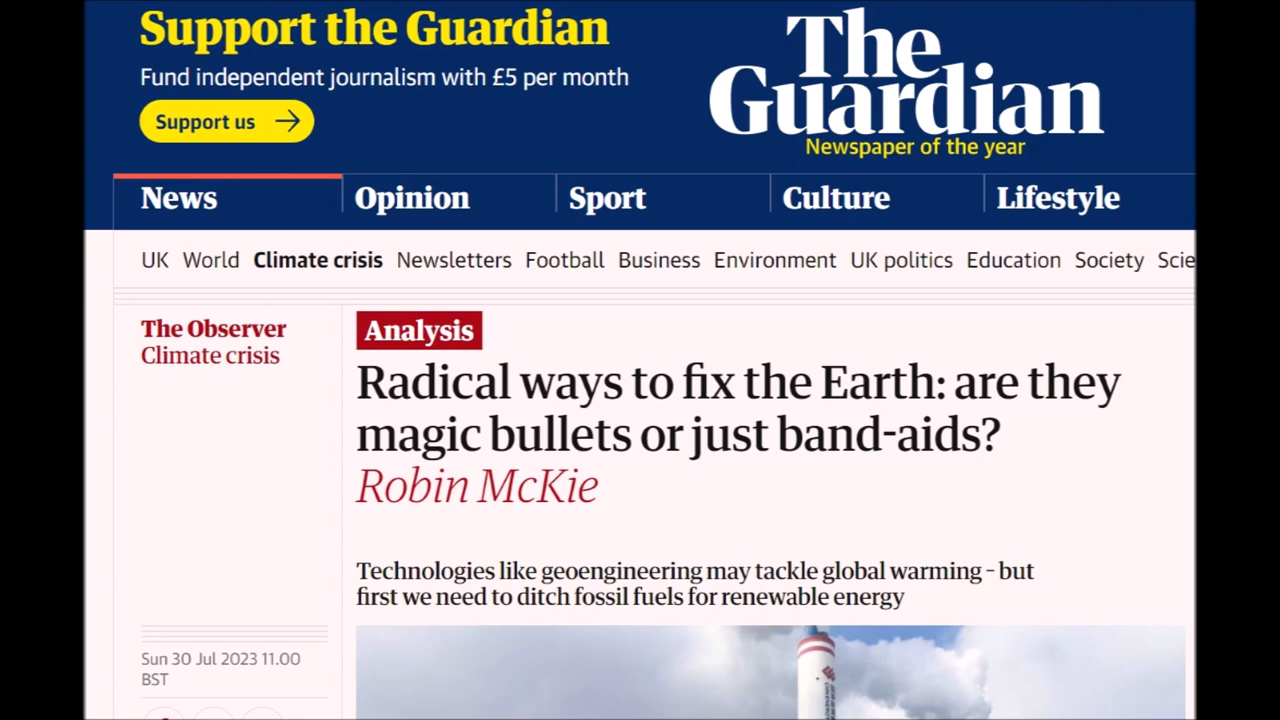 Support the Guardian
Fund independent journalism with £5 per month
Support us
The
Guardian
Newspaper of the year
News
Opinion
Sport
Culture
Lifestyle
UK World Climate crisis Newsletters Football Business Environment UK politics Education Society Scie
The Observer
Climate crisis
Analysis
Radical ways to fix the Earth: are they
magic bullets or just band-aids?
Robin McKie
Technologies like geoengineering may tackle global warming – but
first we need to ditch fossil fuels for renewable energy
Sun 30 Jul 2023 11.00
BST